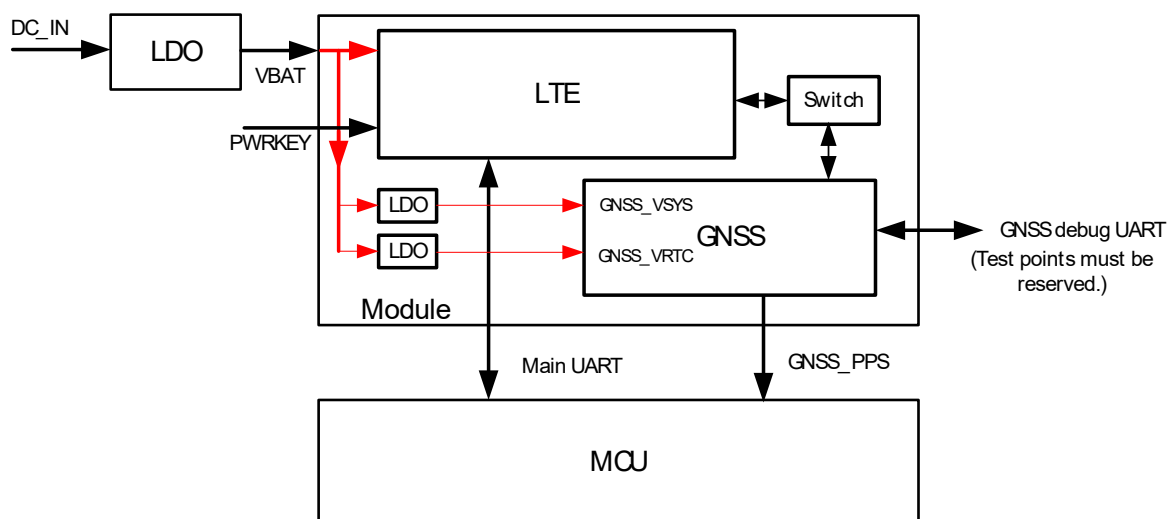 DC_IN
LDO
VBAT
PWRKEY
LTE
Switch
LDO
GNSS_VSYS
GNSS
LDO
GNSS_VRTC
GNSS debug UART
(Test points must be
reserved.)
Module
Main UART
GNSS_PPS
MCU